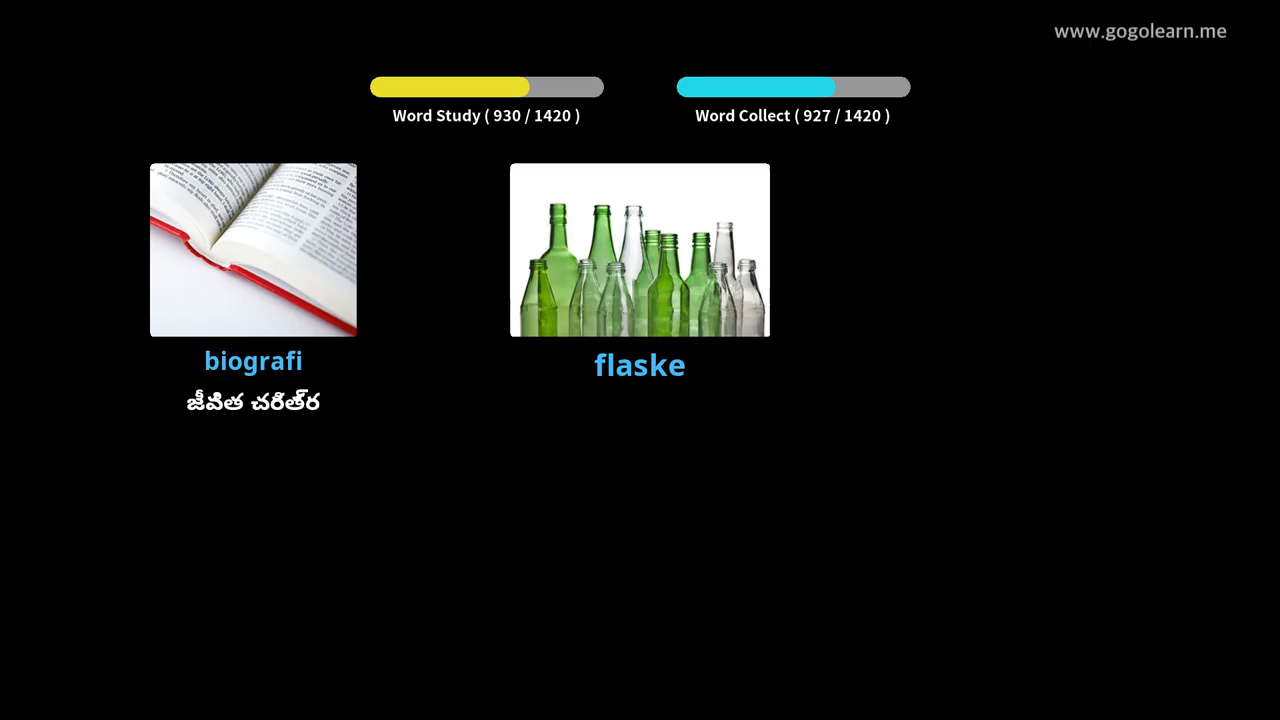 www.gogolearn.me
Word Study ( 930 / 1420 )
Word Collect ( 927 / 1420 )
biografi
జీవిత చరిత్ర
flaske